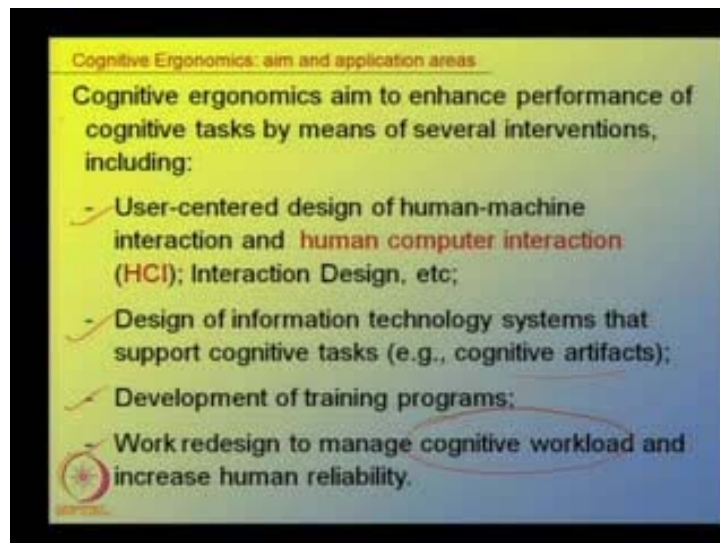 Cognitive Ergonomics: aim and application areas
Cognitive ergonomics aim to enhance performance of
cognitive tasks by means of several interventions,
including:
- User-centered design of human-machine
interaction and human computer interaction
(HCI); Interaction Design, etc;
- Design of information technology systems that
support cognitive tasks (e.g., cognitive artifacts);
- Development of training programs;
- Work redesign to manage cognitive workload and
increase human reliability.
NPTEL